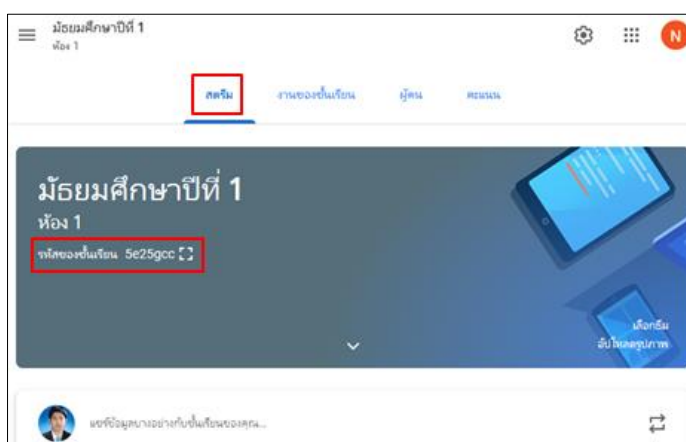 มัธยมศึกษาปีที่ 1
ห้อง 1
N
สตรีม งานของชั้นเรียน ผู้คน คะแนน
มัธยมศึกษาปีที่ 1
ห้อง 1
รหัสของชั้นเรียน 5e25gcc
เลือกธีม
อัปโหลดรูปภาพ
แชร์ข้อมูลบางอย่างกับชั้นเรียนของคุณ...